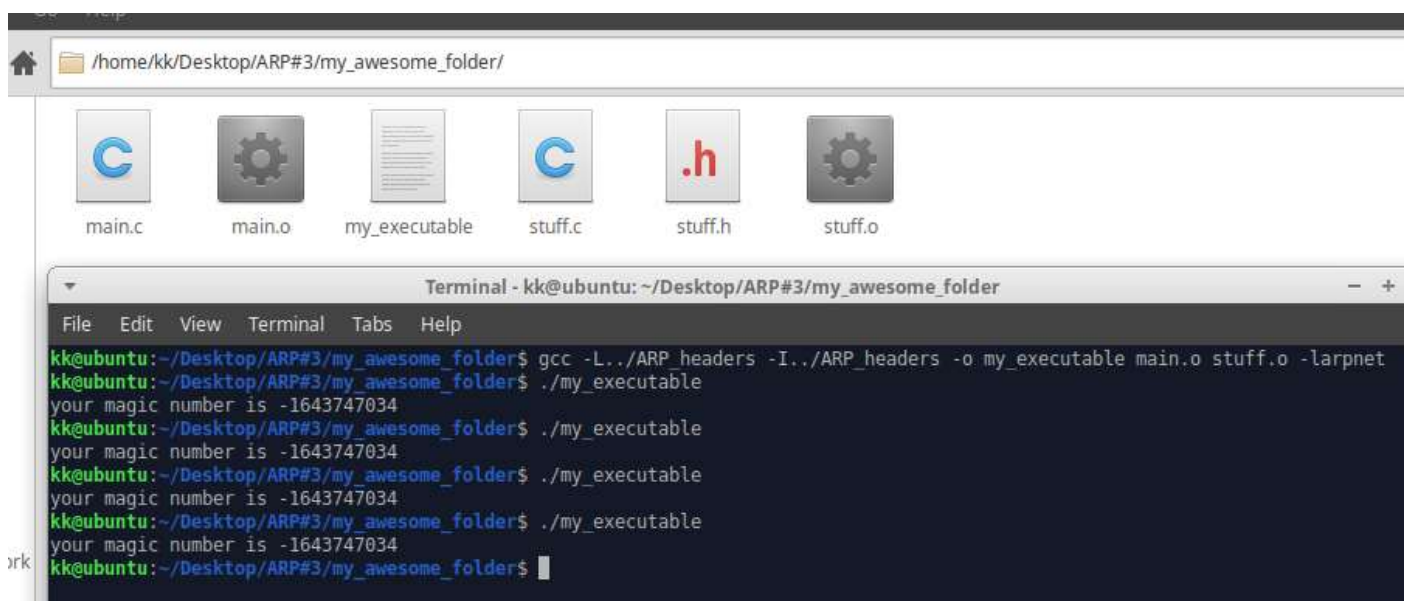 /home/kk/Desktop/ARP#3/my_awesome_folder/
C
C
.h
main.c main.o my_executable stuff.c stuff.h stuff.o
Terminal - kk@ubuntu: ~/Desktop/ARP#3/my_awesome_folder
File Edit View Terminal Tabs Help
kk@ubuntu:~/Desktop/ARP#3/my_awesome_folder$ gcc -L../ARP_headers -I../ARP_headers -o my_executable main.o stuff.o -larpnet
kk@ubuntu:~/Desktop/ARP#3/my_awesome_folder$ ./my_executable
your magic number is -1643747034
kk@ubuntu:~/Desktop/ARP#3/my_awesome_folder$ ./my_executable
your magic number is -1643747034
kk@ubuntu:~/Desktop/ARP#3/my_awesome_folder$ ./my_executable
your magic number is -1643747034
kk@ubuntu:~/Desktop/ARP#3/my_awesome_folder$ ./my_executable
your magic number is -1643747034
kk@ubuntu:~/Desktop/ARP#3/my_awesome_folder$